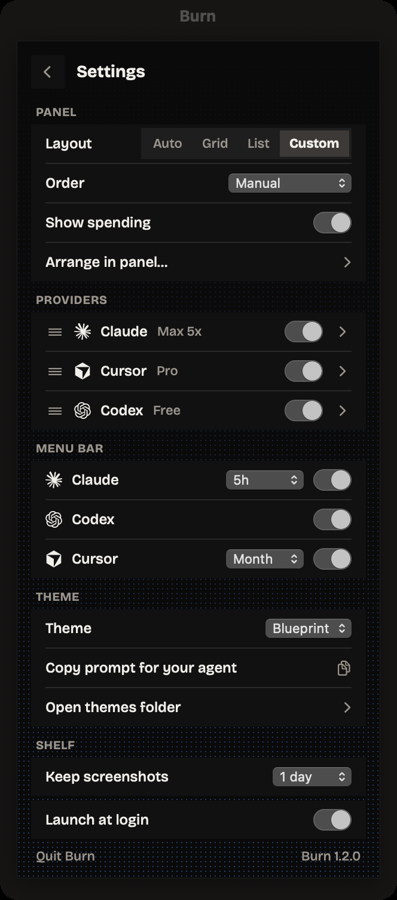 Burn
Settings
PANEL
Layout Auto Grid List Custom
Order Manual
Show spending
Arrange in panel...
PROVIDERS
Claude Max 5x
Cursor Pro
Codex Free
MENU BAR
Claude 5h
Codex
Cursor Month
THEME
Theme Blueprint
Copy prompt for your agent
Open themes folder
SHELF
Keep screenshots 1 day
Launch at login
Quit Burn Burn 1.2.0